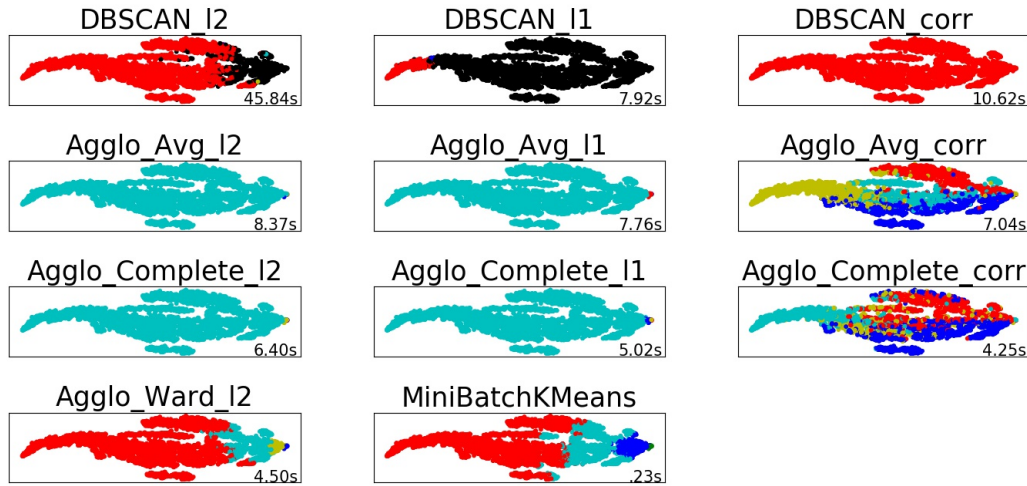 DBSCAN_l2
DBSCAN_l1
DBSCAN_corr
45.84s
7.92s
10.62s
Agglo_Avg_l2
Agglo_Avg_l1
Agglo_Avg_corr
8.37s
7.76s
7.04s
Agglo_Complete_l2
Agglo_Complete_l1
Agglo_Complete_corr
6.40s
5.02s
4.25s
Agglo_Ward_l2
MiniBatchKMeans
4.50s
.23s